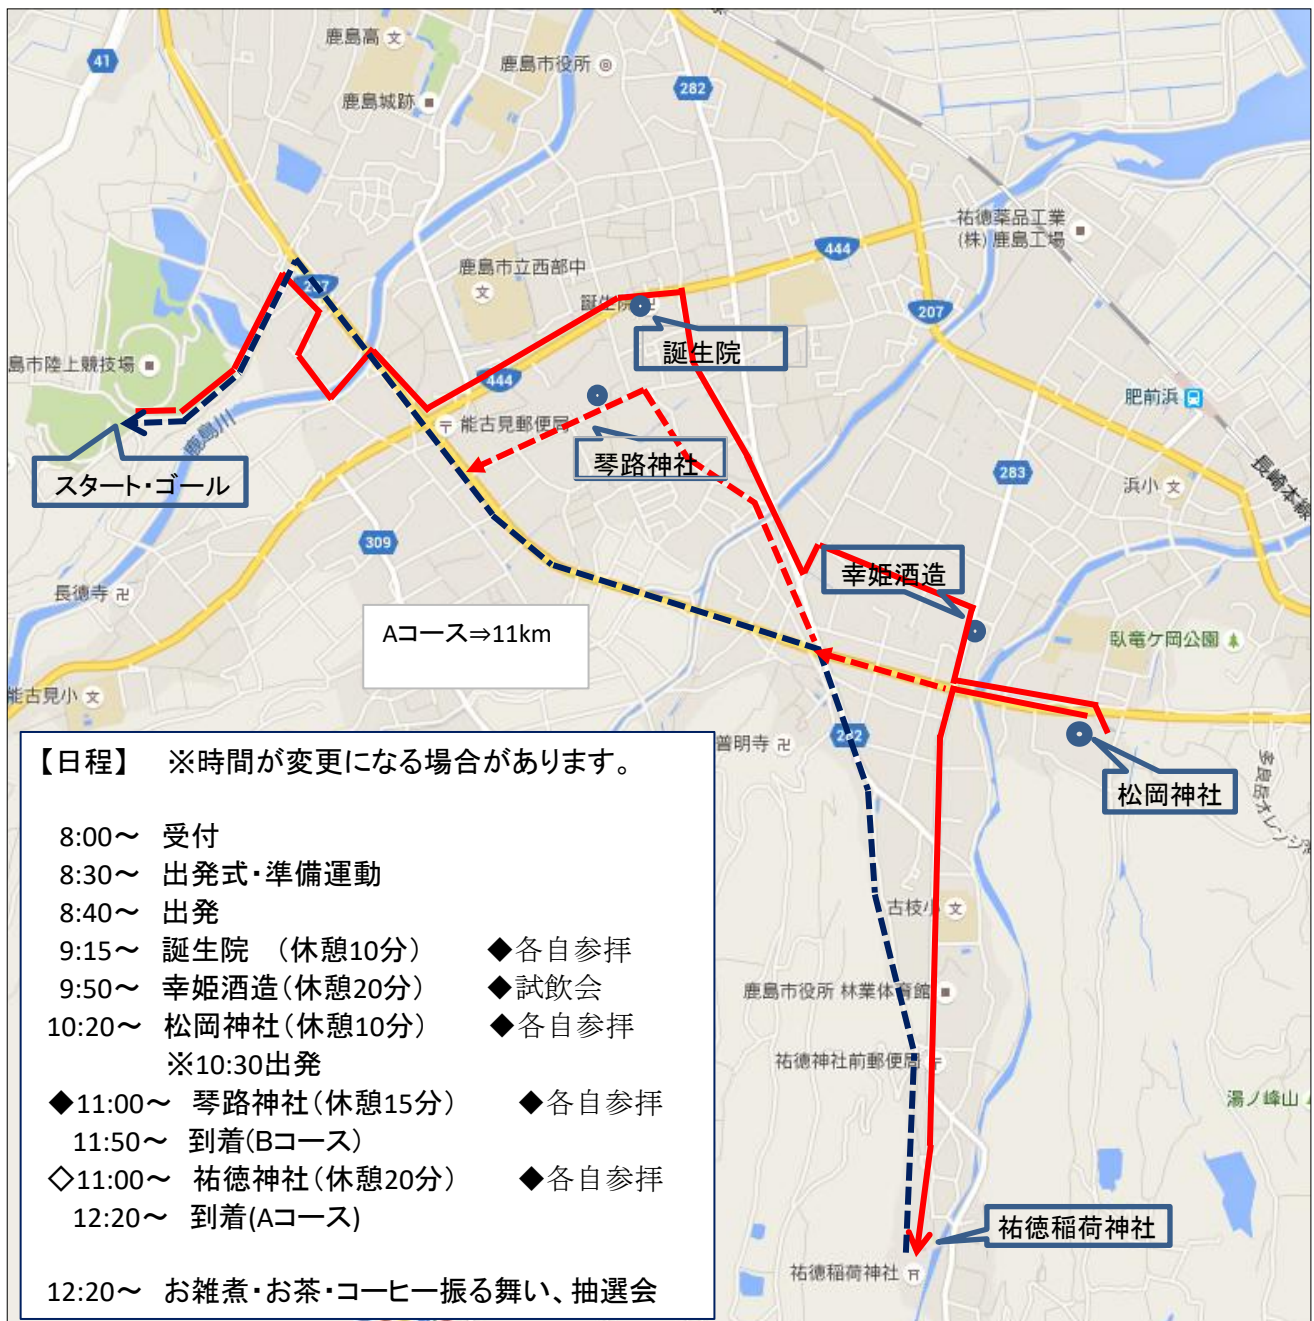 鹿島高
41
鹿島市役所
282
鹿島城跡
祐徳薬品工業
(株)鹿島工場
444
鹿島市立西部中
207
誕生院
207
誕生院
島市陸上競技場
444
肥前浜
能古見郵便局
鹿島川
琴路神社
283
長崎本線
スタート・ゴール
浜小
309
幸姫酒造
長徳寺
Aコース⇒11km
臥竜ケ岡公園
能古見小
普明寺
282
多良岳オレンジ海
松岡神社
【日程】 ※時間が変更になる場合があります。
8:00～ 受付
8:30～ 出発式・準備運動
8:40～ 出発
9:15～ 誕生院 （休憩10分） ◆各自参拝
9:50～ 幸姫酒造（休憩20分） ◆試飲会
10:20～ 松岡神社（休憩10分） ◆各自参拝
※10:30出発
◆11:00～ 琴路神社（休憩15分） ◆各自参拝
11:50～ 到着(Bコース）
◇11:00～ 祐徳神社（休憩20分） ◆各自参拝
12:20～ 到着(Aコース)
12:20～ お雑煮・お茶・コーヒー振る舞い、抽選会
古枝小
鹿島市役所 林業体育館
祐徳神社前郵便局
湯ノ峰山
祐徳稲荷神社
祐徳稲荷神社